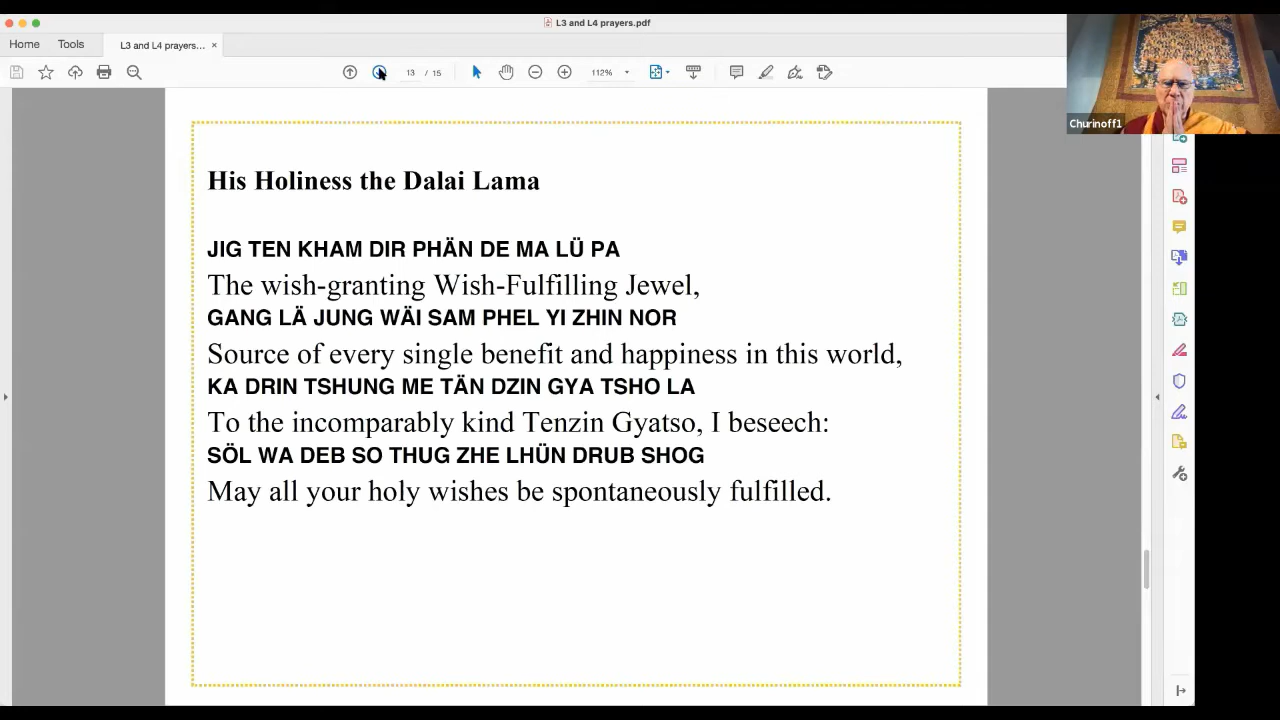 L3 and L4 prayers.pdf
Home
Tools
L3 and L4 prayers...
13 / 15
112%
Churinoff1
His Holiness the Dalai Lama
JIG TEN KHAM DIR PHÄN DE MA LÜ PA
The wish-granting Wish-Fulfilling Jewel,
GANG LÄ JUNG WÄI SAM PHEL YI ZHIN NOR
Source of every single benefit and happiness in this world,
KA DRIN TSHUNG ME TÄN DZIN GYA TSHO LA
To the incomparably kind Tenzin Gyatso, I beseech:
SÖL WA DEB SO THUG ZHE LHÜN DRUB SHOG
May all your holy wishes be spontaneously fulfilled.